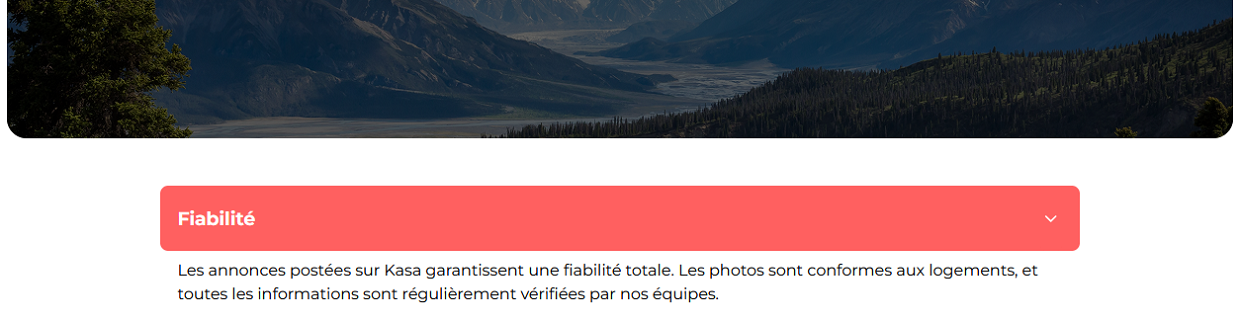 Fiabilité
Les annonces postées sur Kasa garantissent une fiabilité totale. Les photos sont conformes aux logements, et
toutes les informations sont régulièrement vérifiées par nos équipes.